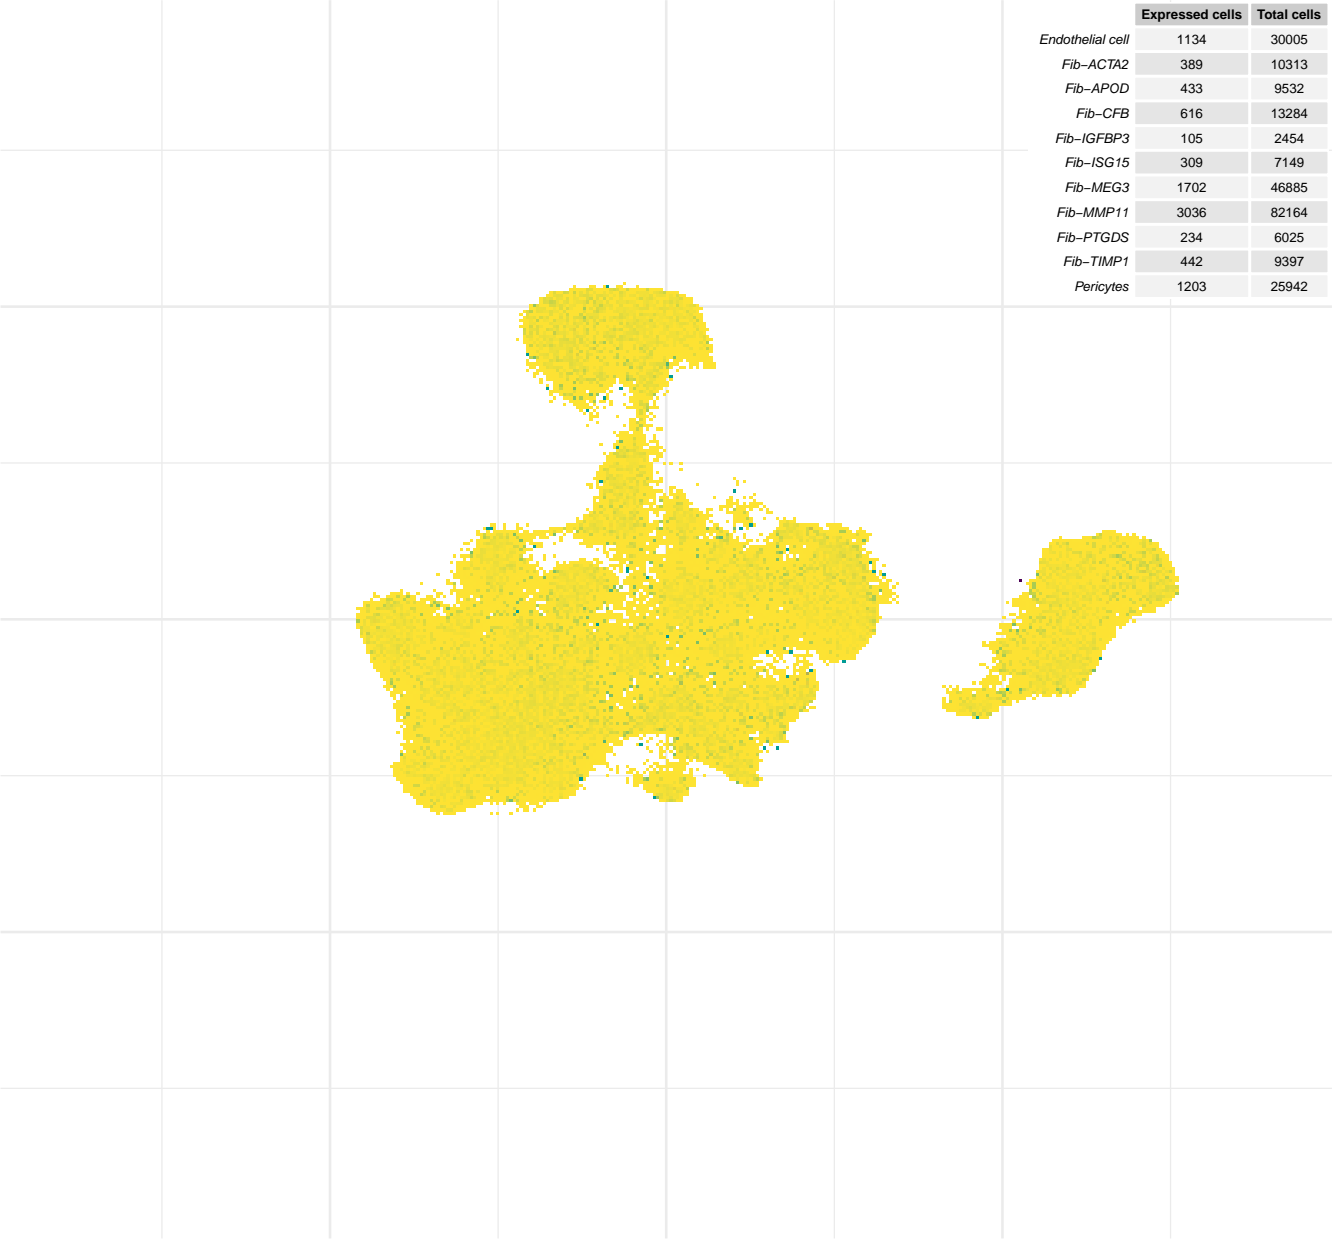 Expressed cells Total cells
Endothelial cell 1134 30005
Fib−ACTA2 389 10313
Fib−APOD 433 9532
Fib−CFB 616 13284
Fib−IGFBP3 105 2454
Fib−ISG15 309 7149
Fib−MEG3 1702 46885
Fib−MMP11 3036 82164
Fib−PTGDS 234 6025
Fib−TIMP1 442 9397
Pericytes 1203 25942